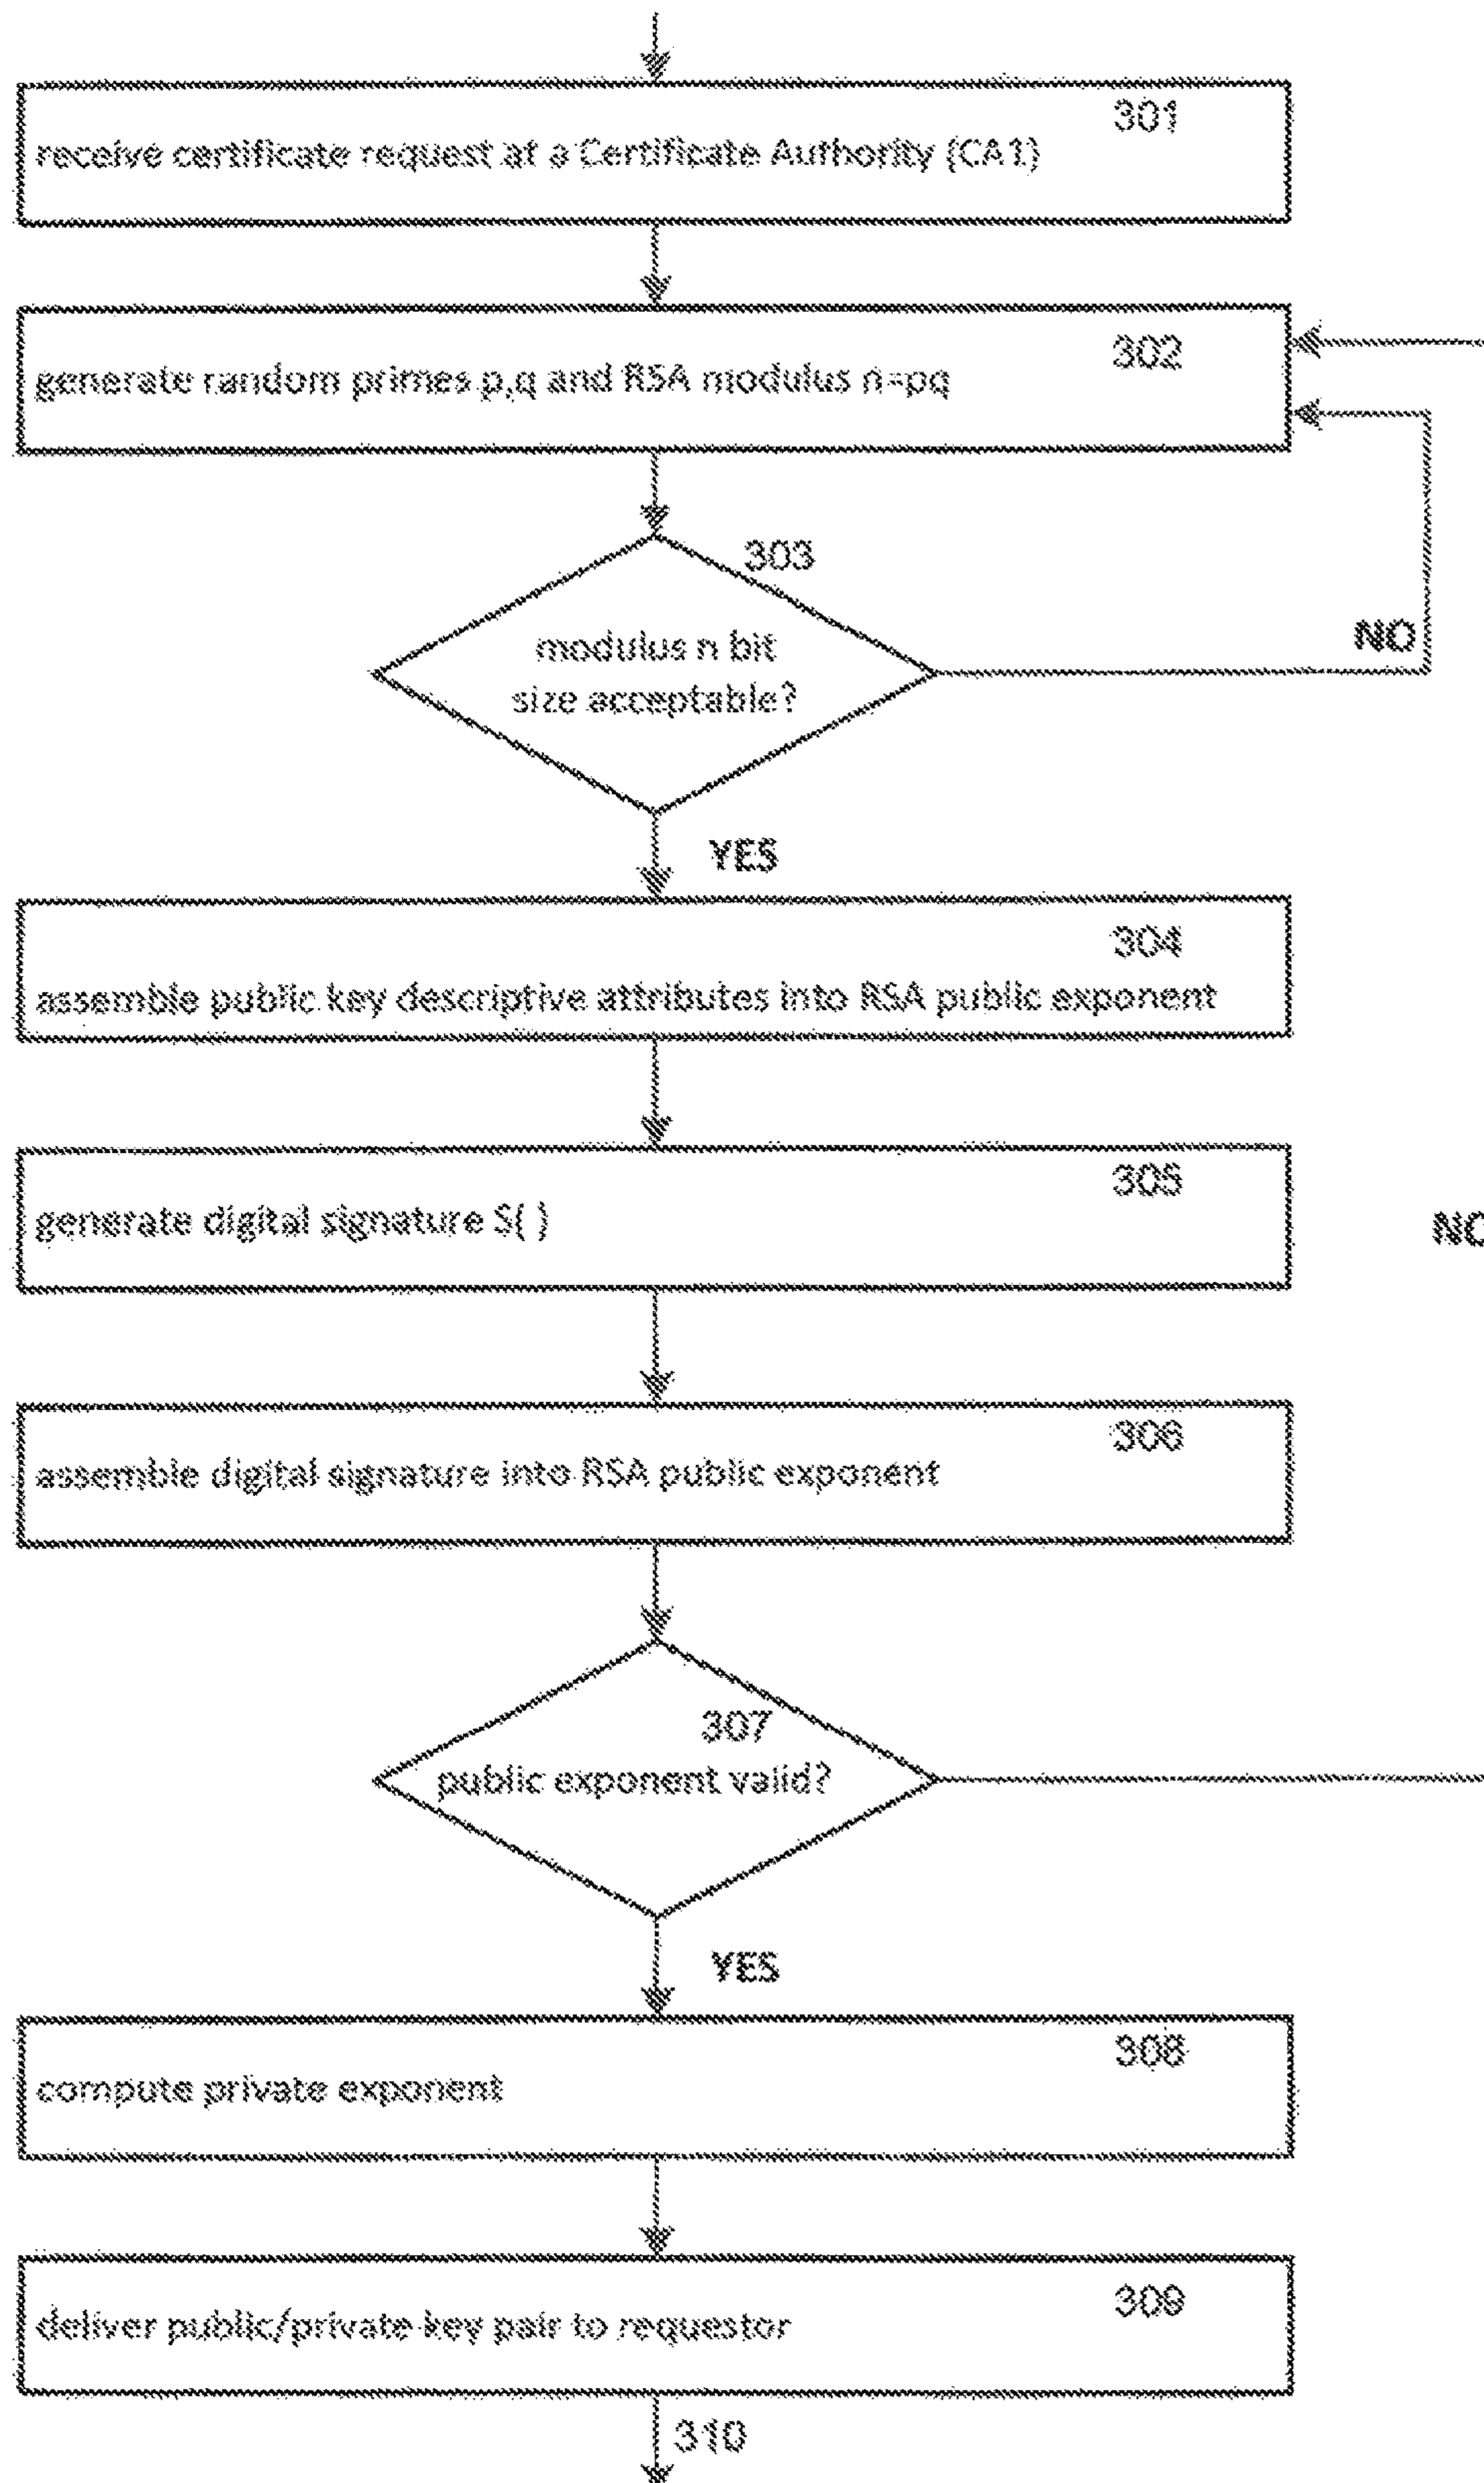 301
receive certificate request at a Certificate Authority (CA1)
302
generate random primes p,q and RSA modulus n=pq
303
modulus n bit
size acceptable?
NO
YES
304
assemble public key descriptive attributes into RSA public exponent
305
generate digital signature S( )
NO
306
assemble digital signature into RSA public exponent
307
public exponent valid?
YES
308
compute private exponent
309
deliver public/private key pair to requestor
310